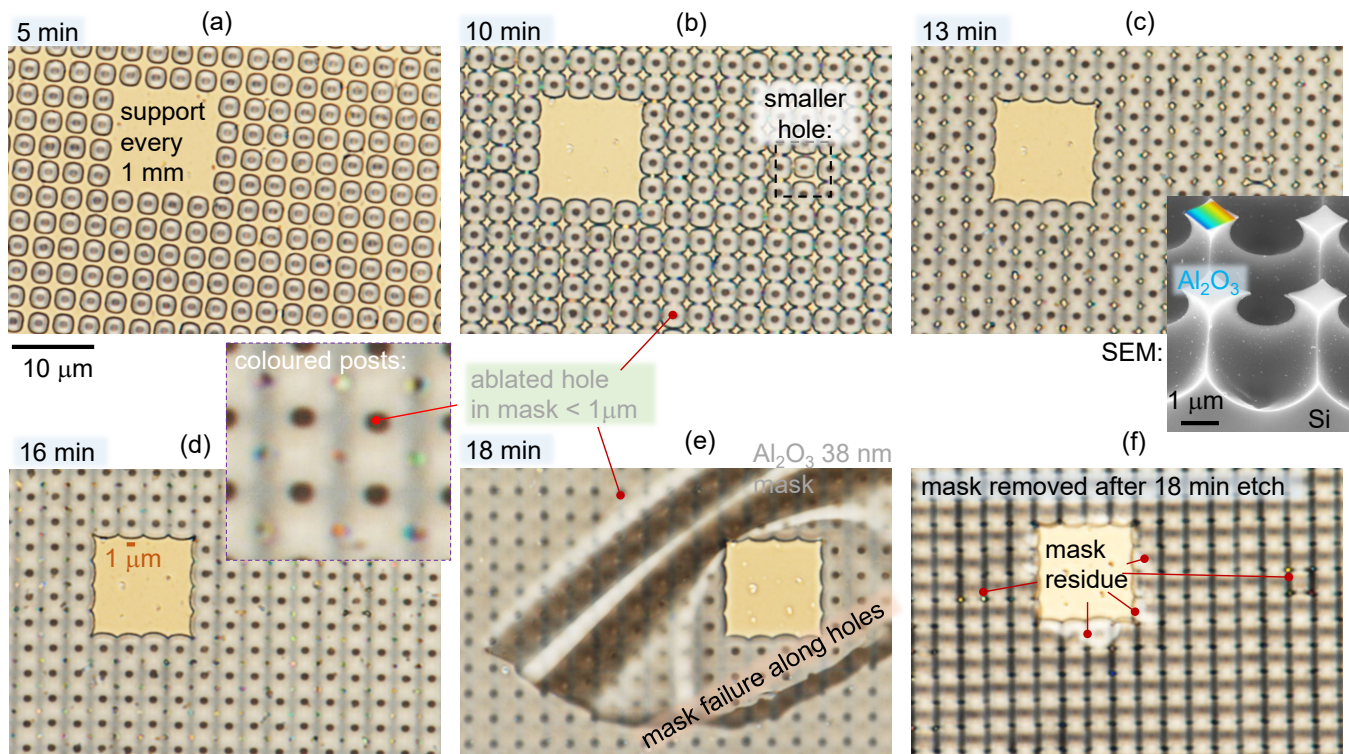 5 min
(a)
support
every
1 mm
10 min
(b)
smaller
hole:
13 min
(c)
Al₂O₃
SEM:
1 μm
Si
10 μm
coloured posts:
ablated hole
in mask < 1μm
16 min
(d)
1 μm
18 min
(e)
Al₂O₃ 38 nm
mask
mask failure along holes
(f)
mask removed after 18 min etch
mask
residue